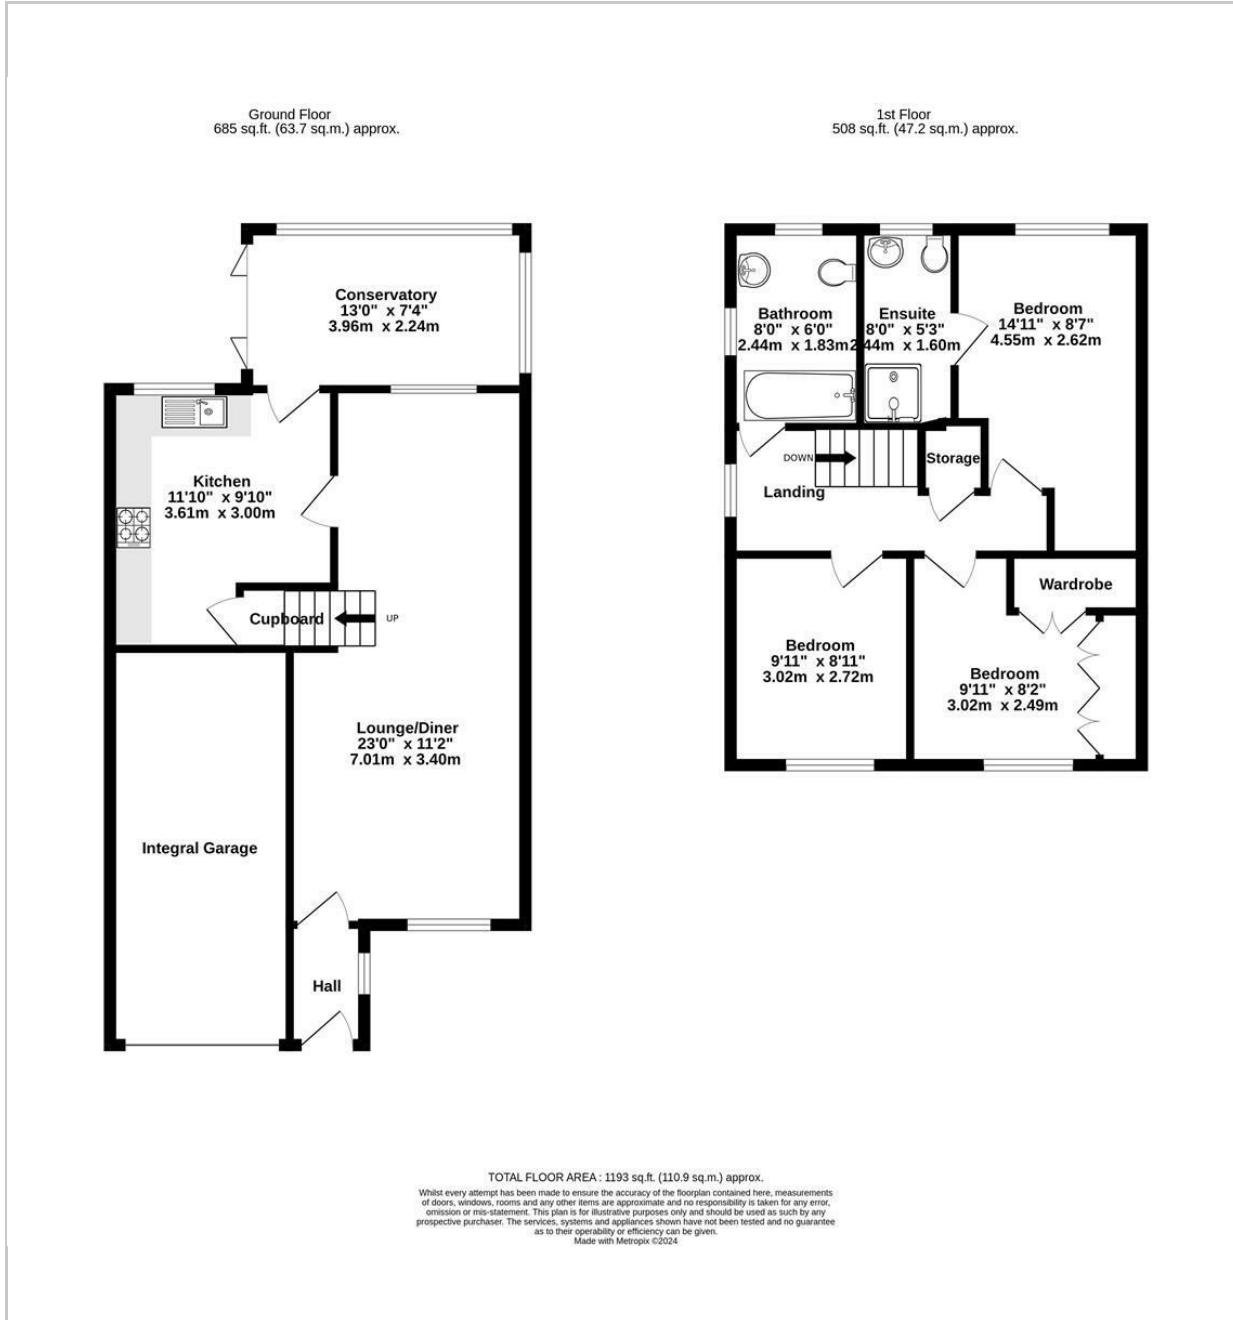 Ground Floor
685 sq.ft. (63.7 sq.m.) approx.
1st Floor
508 sq.ft. (47.2 sq.m.) approx.
Conservatory
13'0" x 7'4"
3.96m x 2.24m
Kitchen
11'10" x 9'10"
3.61m x 3.00m
Cupboard
UP
Lounge/Diner
23'0" x 11'2"
7.01m x 3.40m
Integral Garage
Hall
Bathroom
8'0" x 6'0"
2.44m x 1.83m
Ensuite
8'0" x 5'3"
2.44m x 1.60m
Bedroom
14'11" x 8'7"
4.55m x 2.62m
DOWN
Storage
Landing
Wardrobe
Bedroom
9'11" x 8'11"
3.02m x 2.72m
Bedroom
9'11" x 8'2"
3.02m x 2.49m
TOTAL FLOOR AREA : 1193 sq.ft. (110.9 sq.m.) approx.
Whilst every attempt has been made to ensure the accuracy of the floorplan contained here, measurements
of doors, windows, rooms and any other items are approximate and no responsibility is taken for any error,
omission or mis-statement. This plan is for illustrative purposes only and should be used as such by any
prospective purchaser. The services, systems and appliances shown have not been tested and no guarantee
as to their operability or efficiency can be given.
Made with Metropix ©2024